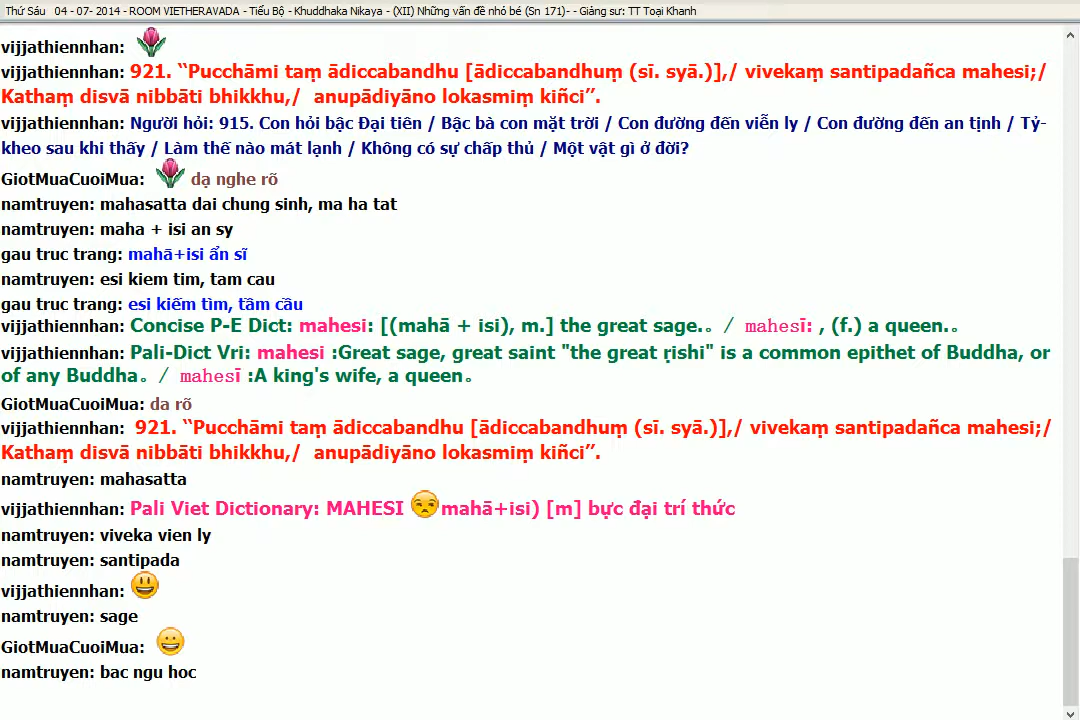 Thứ Sáu 04 - 07- 2014 - ROOM VIETHERAVADA - Tiểu Bộ - Khuddhaka Nikaya - (XII) Những vấn đề nhỏ bé (Sn 171)- - Giảng sư: TT Toại Khanh
vijjathiennhan:
vijjathiennhan: 921. "Pucchāmi taṃ ādiccabandhu [ādiccabandhuṃ (sī. syā.)],/ vivekaṃ santipadañca mahesi;/
Kathaṃ disvā nibbāti bhikkhu,/ anupādiyāno lokasmiṃ kiñci".
vijjathiennhan: Người hỏi: 915. Con hỏi bậc Đại tiên / Bậc bà con mặt trời / Con đường đến viễn ly / Con đường đến an tịnh / Tỷ-
kheo sau khi thấy / Làm thế nào mát lạnh / Không có sự chấp thủ / Một vật gì ở đời?
GiotMuaCuoiMua: dạ nghe rõ
namtruyen: mahasatta dai chung sinh, ma ha tat
namtruyen: maha + isi an sy
gau truc trang: mahā+isi ẩn sĩ
namtruyen: esi kiem tim, tam cau
gau truc trang: esi kiếm tìm, tầm cầu
vijjathiennhan: Concise P-E Dict: mahesi: [(mahā + isi), m.] the great sage.。/ mahesī: , (f.) a queen.。
vijjathiennhan: Pali-Dict Vri: mahesi :Great sage, great saint "the great ṛishi" is a common epithet of Buddha, or
of any Buddha。/ mahesī :A king's wife, a queen。
GiotMuaCuoiMua: da rõ
vijjathiennhan: 921. "Pucchāmi taṃ ādiccabandhu [ādiccabandhuṃ (sī. syā.)],/ vivekaṃ santipadañca mahesi;/
Kathaṃ disvā nibbāti bhikkhu,/ anupādiyāno lokasmiṃ kiñci".
namtruyen: mahasatta
vijjathiennhan: Pali Viet Dictionary: MAHESI mahā+isi) [m] bực đại trí thức
namtruyen: viveka vien ly
namtruyen: santipada
vijjathiennhan:
namtruyen: sage
GiotMuaCuoiMua:
namtruyen: bac ngu hoc